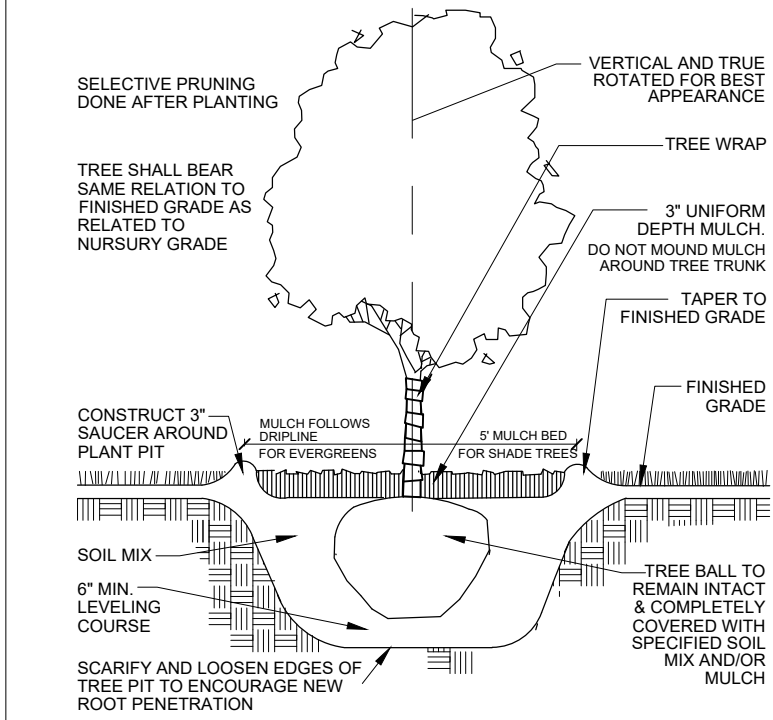 SELECTIVE PRUNING
DONE AFTER PLANTING
TREE SHALL BEAR
SAME RELATION TO
FINISHED GRADE AS
RELATED TO
NURSURY GRADE
VERTICAL AND TRUE
ROTATED FOR BEST
APPEARANCE
TREE WRAP
3" UNIFORM
DEPTH MULCH.
DO NOT MOUND MULCH
AROUND TREE TRUNK
TAPER TO
FINISHED GRADE
FINISHED
GRADE
CONSTRUCT 3"
SAUCER AROUND
PLANT PIT
MULCH FOLLOWS
DRIPLINE
FOR EVERGREENS
5' MULCH BED
FOR SHADE TREES
SOIL MIX
6" MIN.
LEVELING
COURSE
SCARIFY AND LOOSEN EDGES OF
TREE PIT TO ENCOURAGE NEW
ROOT PENETRATION
TREE BALL TO
REMAIN INTACT
& COMPLETELY
COVERED WITH
SPECIFIED SOIL
MIX AND/OR
MULCH